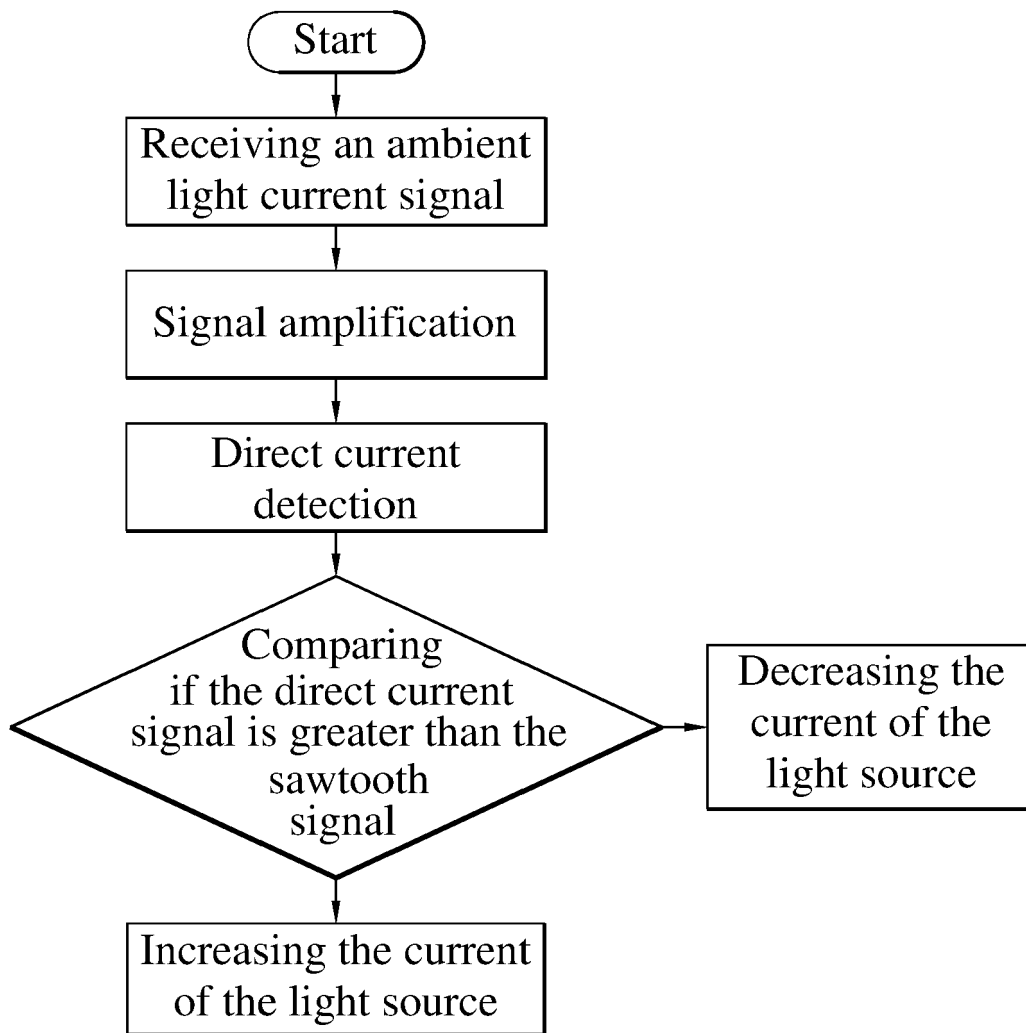 Start
Receiving an ambient
light current signal
Signal amplification
Direct current
detection
Comparing
if the direct current
signal is greater than the
sawtooth
signal
Decreasing the
current of the
light source
Increasing the current
of the light source